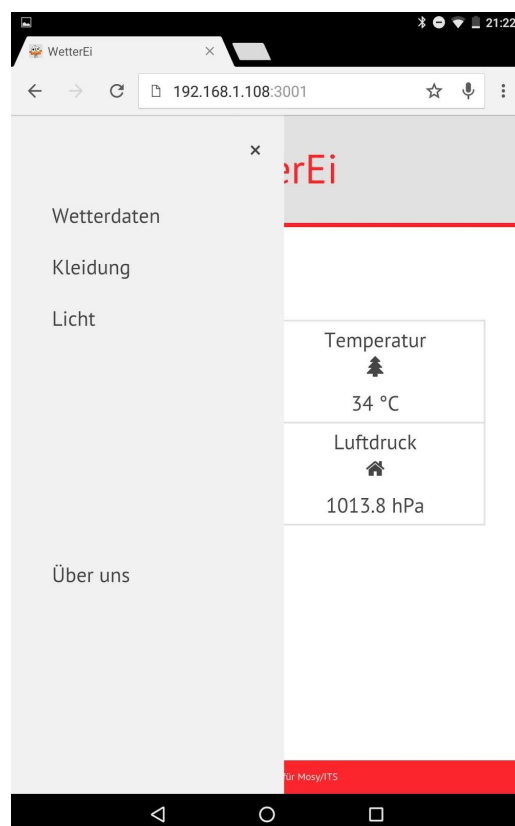 21:22
WetterEi
192.168.1.108:3001
×
erEi
Wetterdaten
Kleidung
Licht
Temperatur
34 °C
Luftdruck
1013.8 hPa
Über uns
für Mosy/ITS